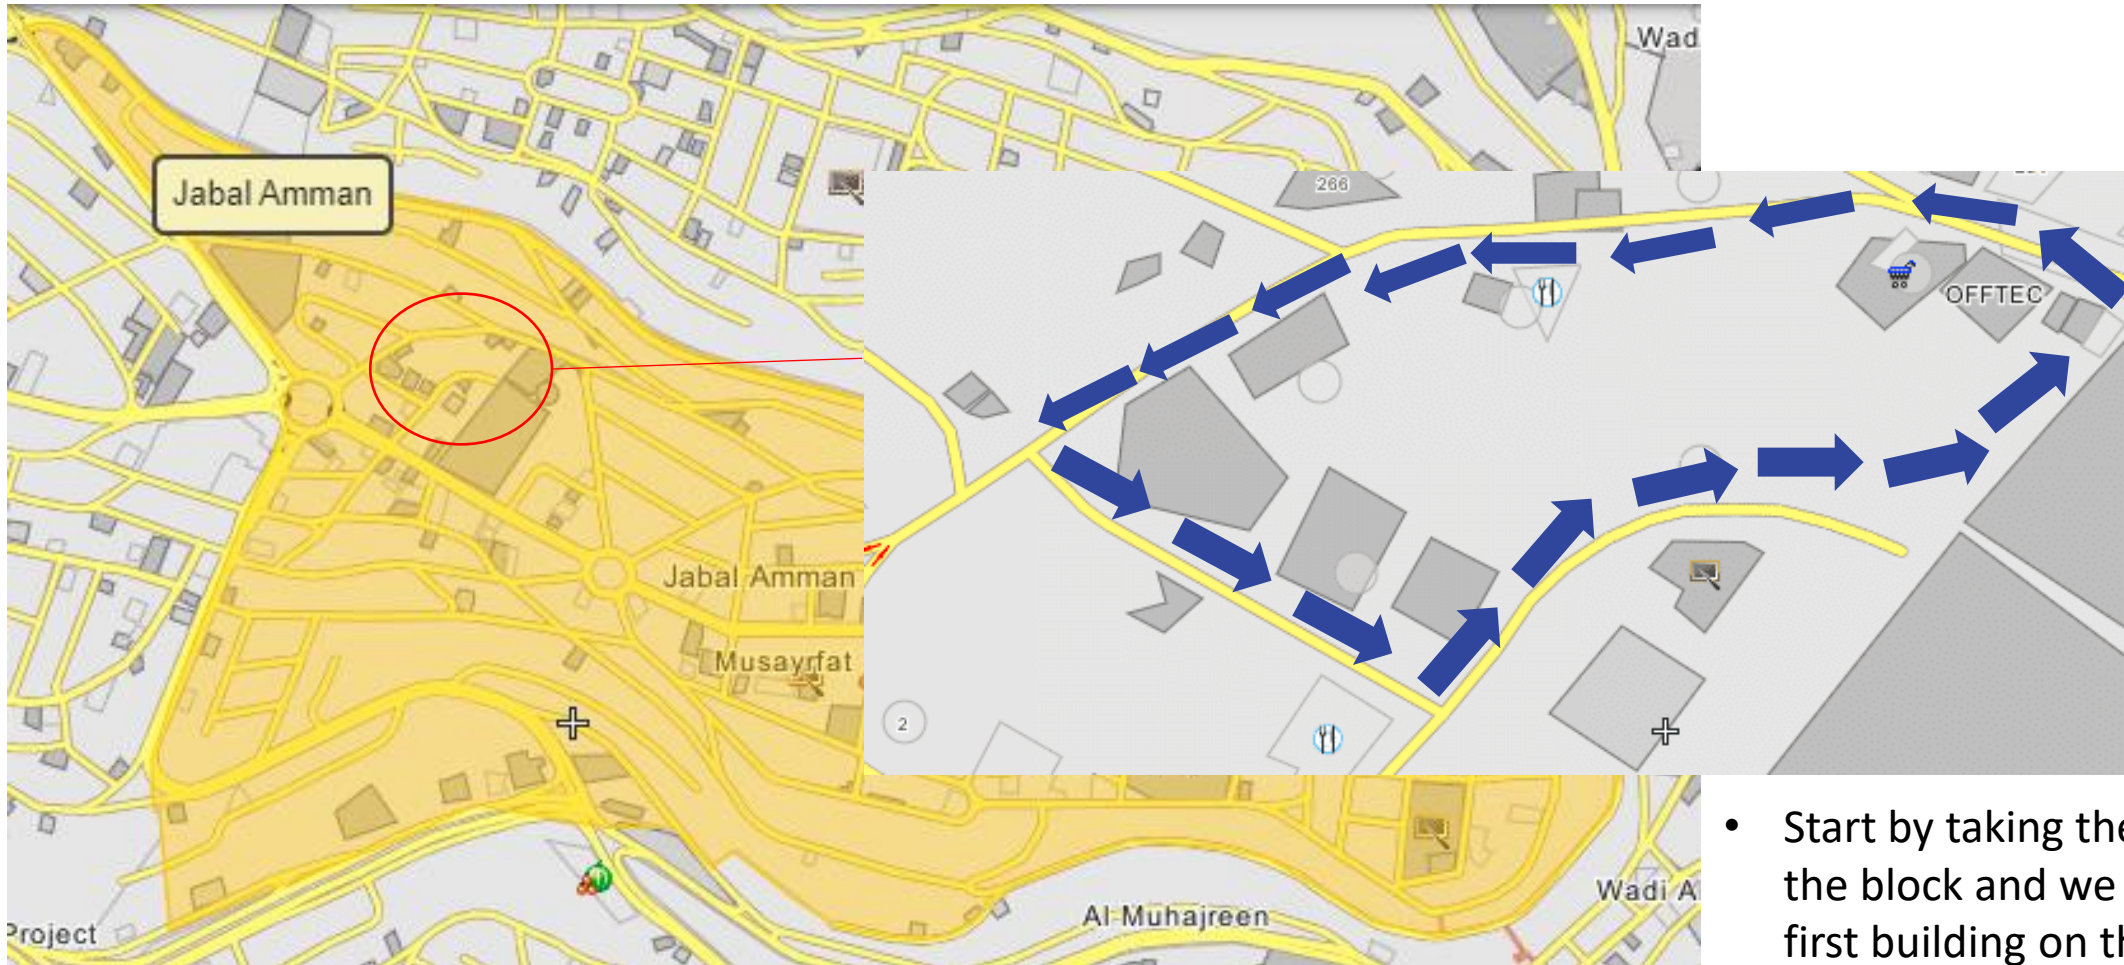 Wad
Jabal Amman
266
OFFTEC
Jabal Amman
Musayrfat
2
• Start by taking the
the block and we
first building on th
Wadi A
Al Muhajreen
Project